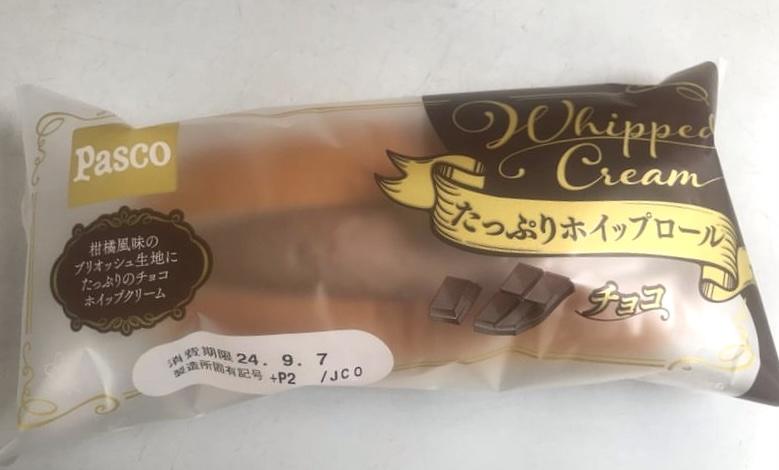 Pasco
Whipped
Cream
たっぷりホイップロール
チョコ
柑橘風味の
ブリオッシュ生地に
たっぷりのチョコ
ホイップクリーム
消費期限 24. 9. 7
製造所固有記号 +P2 /JCO